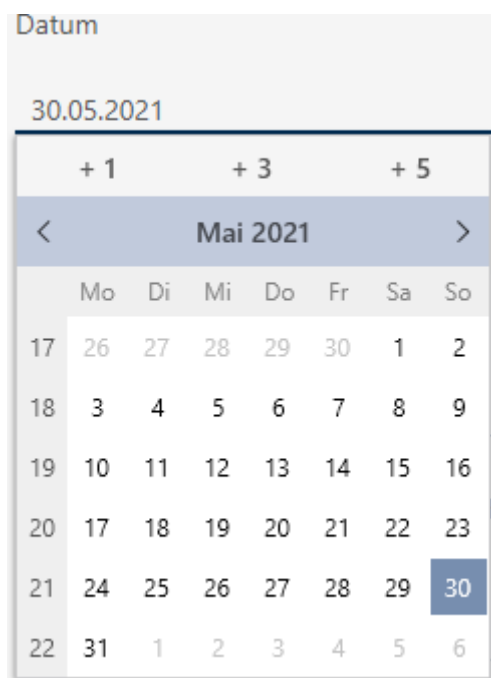 Datum
30.05.2021
+ 1 + 3 + 5
< Mai 2021 >
Mo Di Mi Do Fr Sa So
17 26 27 28 29 30 1 2
18 3 4 5 6 7 8 9
19 10 11 12 13 14 15 16
20 17 18 19 20 21 22 23
21 24 25 26 27 28 29 30
22 31 1 2 3 4 5 6